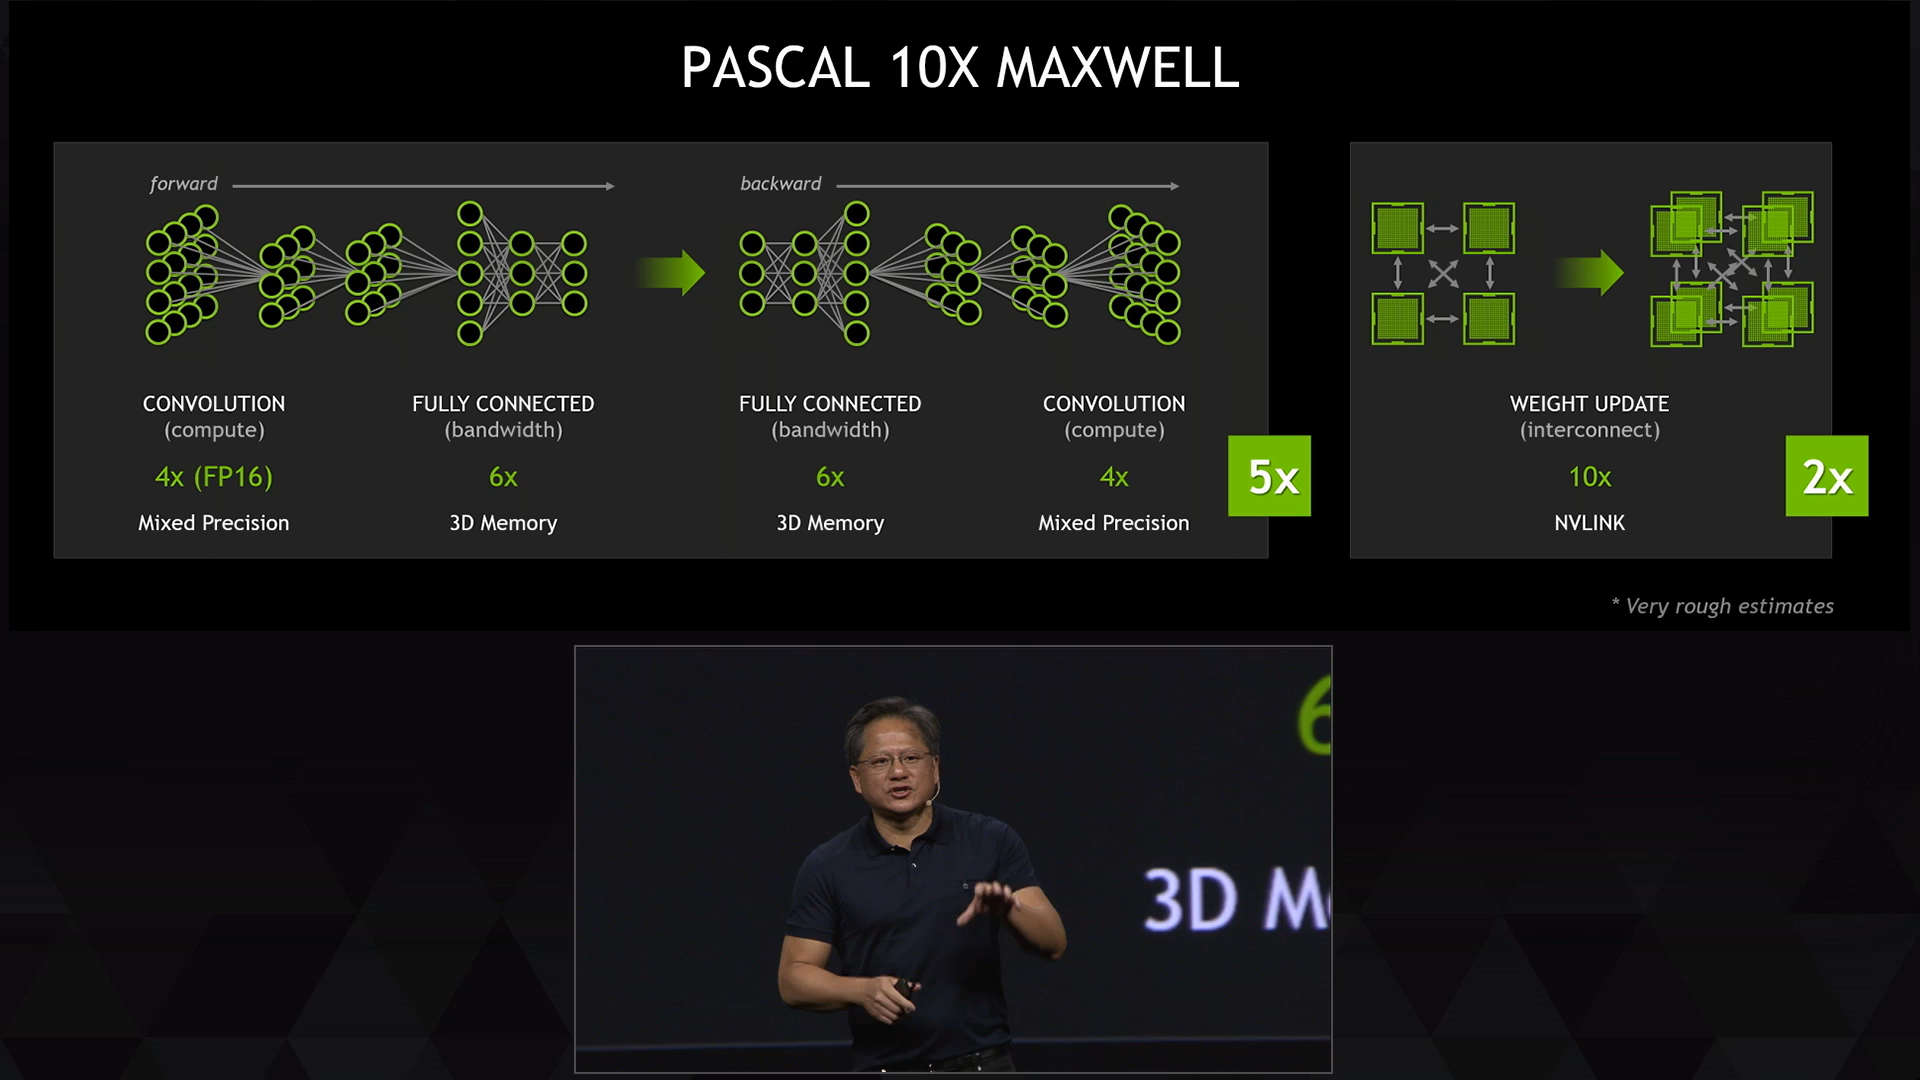 PASCAL 10X MAXWELL
forward
backward
CONVOLUTION
(compute)
4x (FP16)
Mixed Precision
FULLY CONNECTED
(bandwidth)
6x
3D Memory
FULLY CONNECTED
(bandwidth)
6x
3D Memory
CONVOLUTION
(compute)
4x
Mixed Precision
5x
WEIGHT UPDATE
(interconnect)
10x
NVLINK
2x
* Very rough estimates
6
3D M